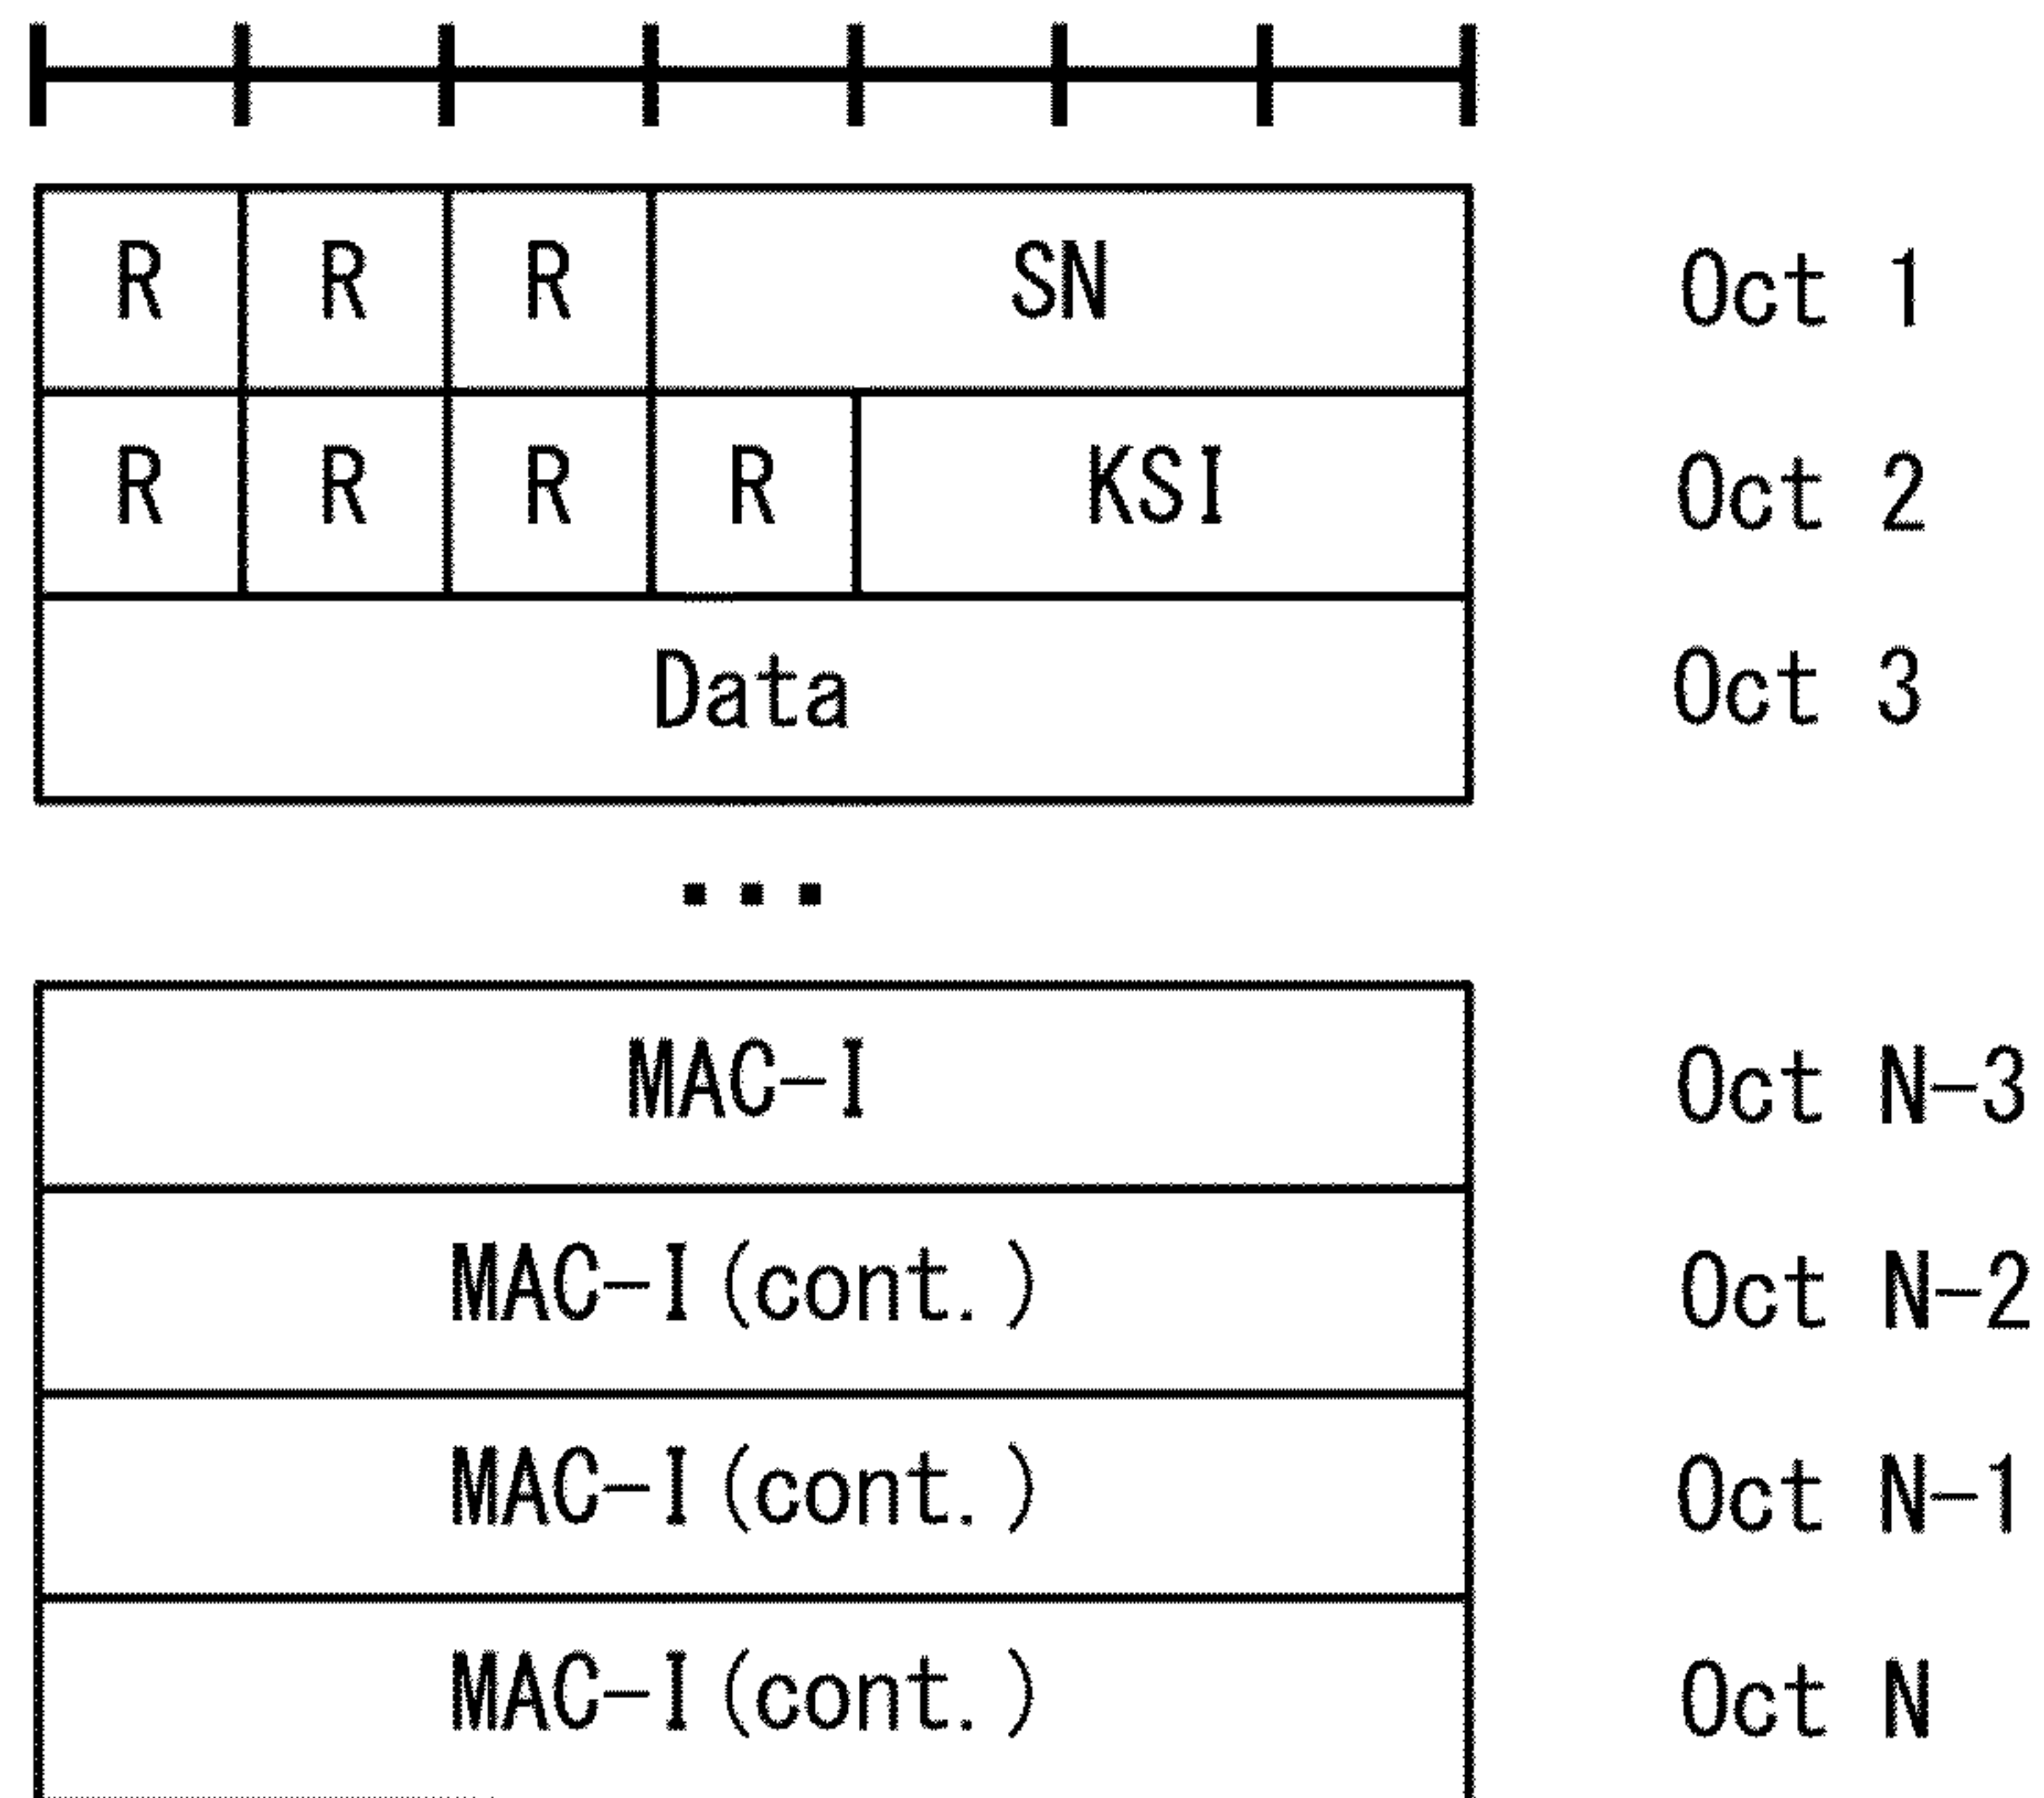 R R R SN Oct 1
R R R R KSI Oct 2
Data Oct 3
...
MAC-I Oct N-3
MAC-I(cont.) Oct N-2
MAC-I(cont.) Oct N-1
MAC-I(cont.) Oct N